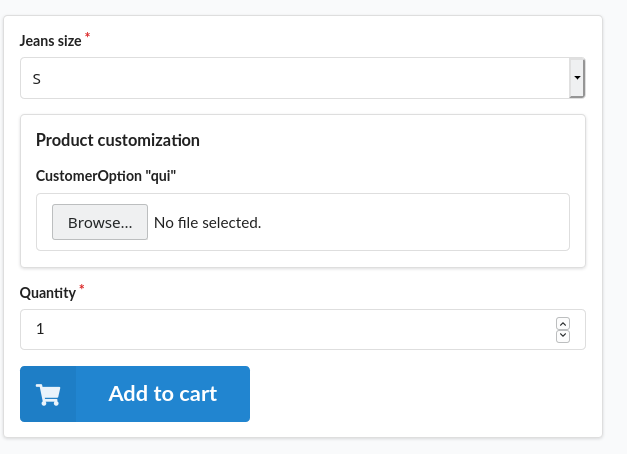 Jeans size *
S
Product customization
CustomerOption "qui"
Browse... No file selected.
Quantity *
1
Add to cart